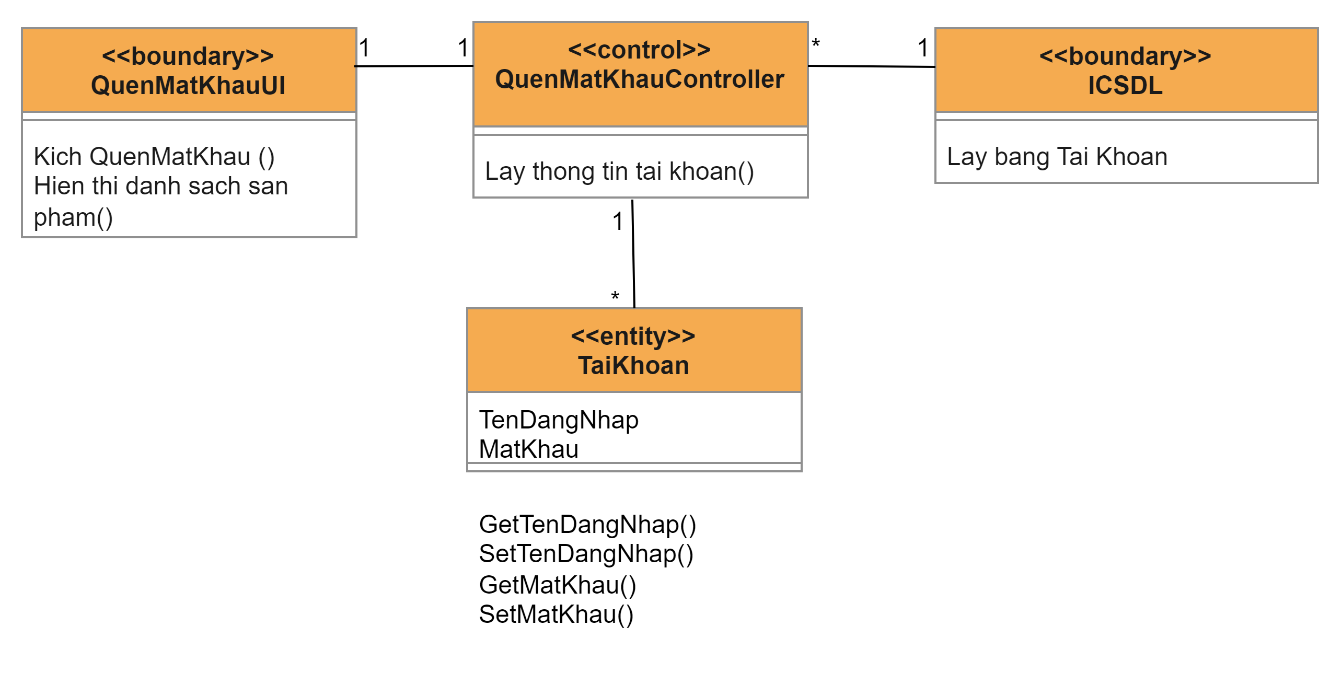 <<boundary>>
QuenMatKhauUI
Kich QuenMatKhau ()
Hien thi danh sach san
pham()
1
1
<<control>>
QuenMatKhauController
Lay thong tin tai khoan()
*
1
<<boundary>>
ICSDL
Lay bang Tai Khoan
1
*
<<entity>>
TaiKhoan
TenDangNhap
MatKhau
GetTenDangNhap()
SetTenDangNhap()
GetMatKhau()
SetMatKhau()